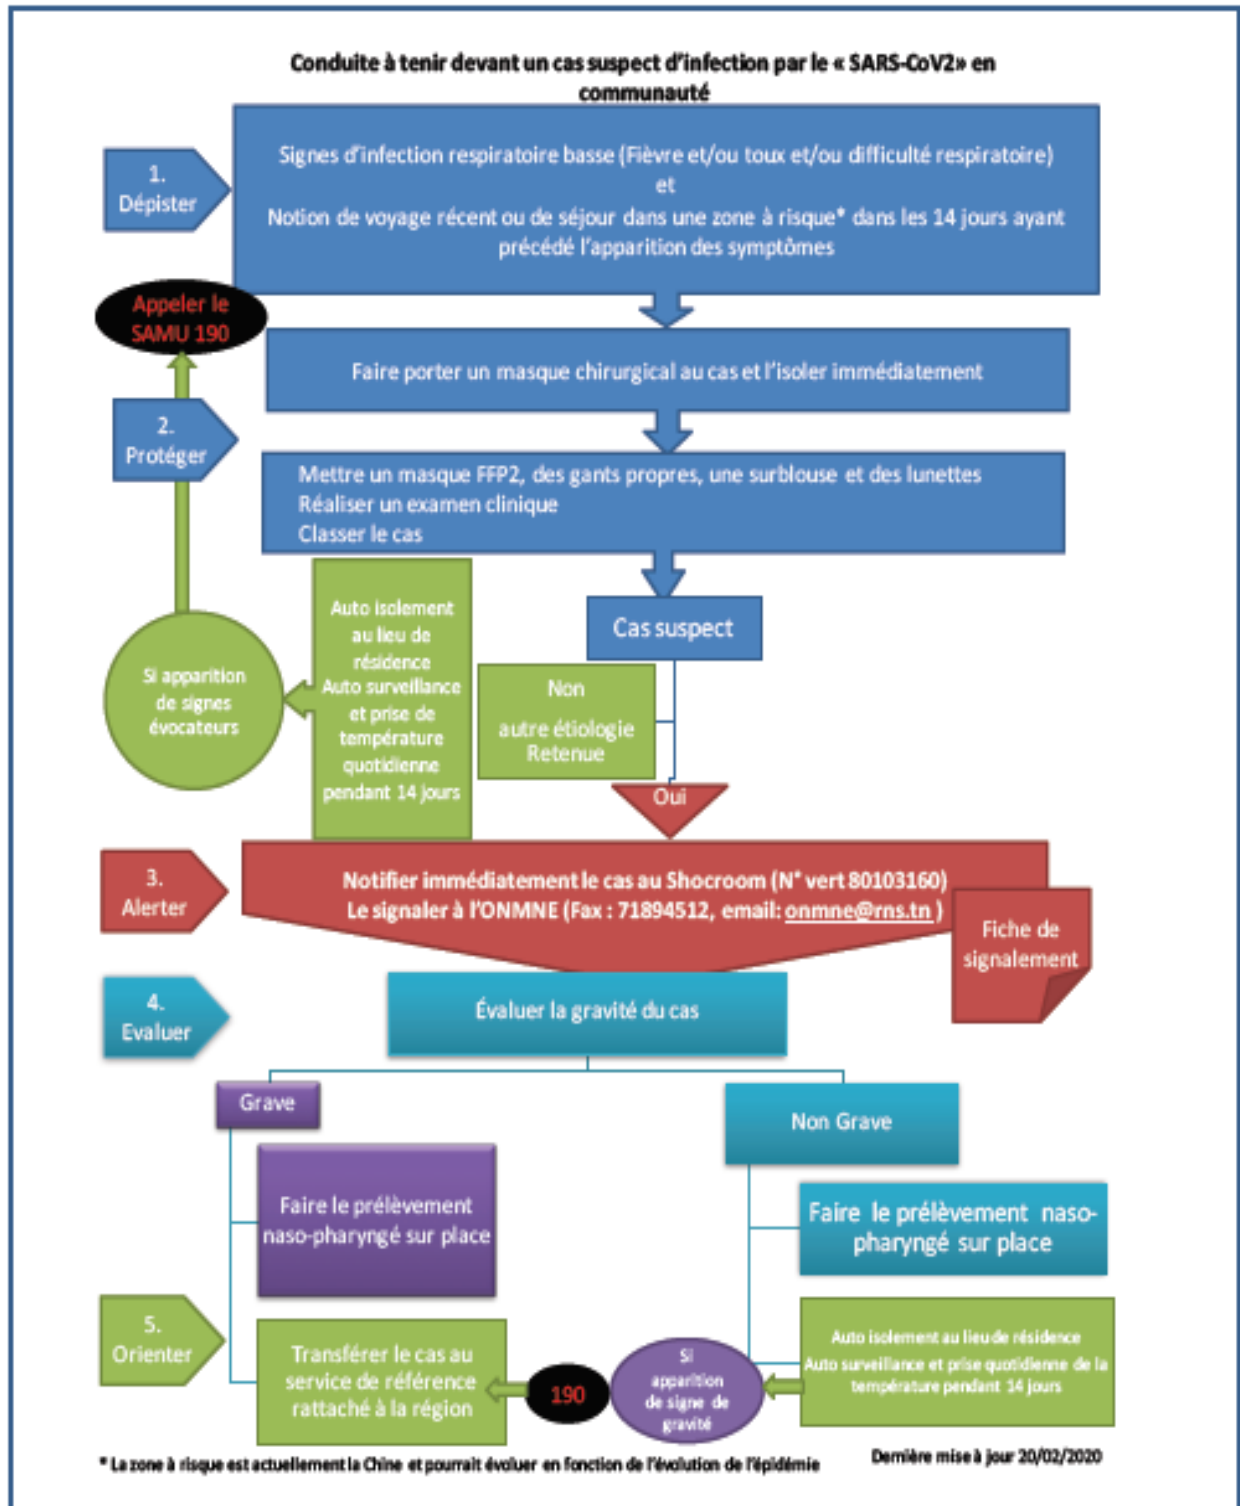 Conduite à tenir devant un cas suspect d'infection par le « SARS-CoV2» en
communauté
1.
Dépister
Signes d'infection respiratoire basse (Fièvre et/ou toux et/ou difficulté respiratoire)
et
Notion de voyage récent ou de séjour dans une zone à risque* dans les 14 jours ayant
précédé l'apparition des symptômes
Appeler le
SAMU 190
Faire porter un masque chirurgical au cas et l'isoler immédiatement
2.
Protéger
Mettre un masque FFP2, des gants propres, une surblouse et des lunettes
Réaliser un examen clinique
Classer le cas
Cas suspect
Auto isolement
au lieu de
résidence
Auto surveillance
et prise de
température
quotidienne
pendant 14 jours
Si apparition
de signes
évocateurs
Non
autre étiologie
Retenue
Oui
3.
Alerter
Notifier immédiatement le cas au Shocroom (N° vert 80103160)
Le signaler à l'ONMNE (Fax : 71894512, email: onmne@rns.tn )
Fiche de
signalement
4.
Evaluer
Évaluer la gravité du cas
Grave
Non Grave
Faire le prélèvement
naso-pharyngé sur place
Faire le prélèvement naso-
pharyngé sur place
5.
Orienter
Transférer le cas au
service de référence
rattaché à la région
190
Si
apparition
de signe de
gravité
Auto isolement au lieu de résidence
Auto surveillance et prise quotidienne de la
température pendant 14 jours
* La zone à risque est actuellement la Chine et pourrait évoluer en fonction de l'évolution de l'épidémie
Dernière mise à jour 20/02/2020